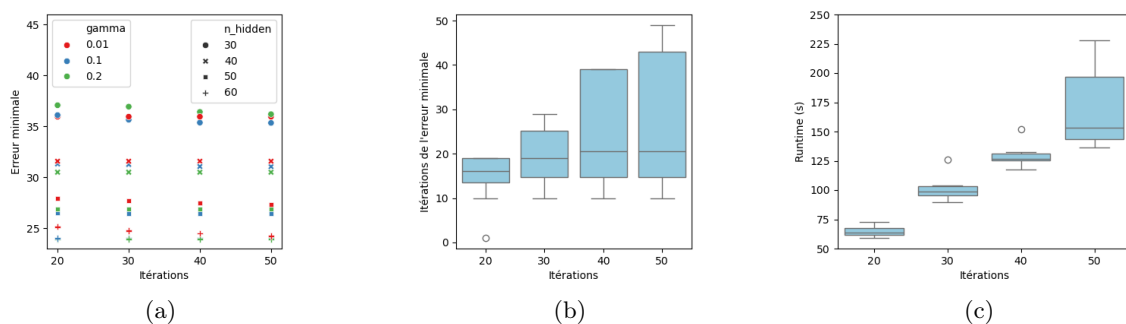 gamma
0.01
0.1
0.2
n_hidden
30
40
50
60
45
40
35
30
25
Erreur minimale
20 30 40 50
Itérations
(a)
50
40
30
20
10
0
Itérations de l'erreur minimale
20 30 40 50
Itérations
(b)
250
225
200
175
150
125
100
75
50
Runtime (s)
20 30 40 50
Itérations
(c)